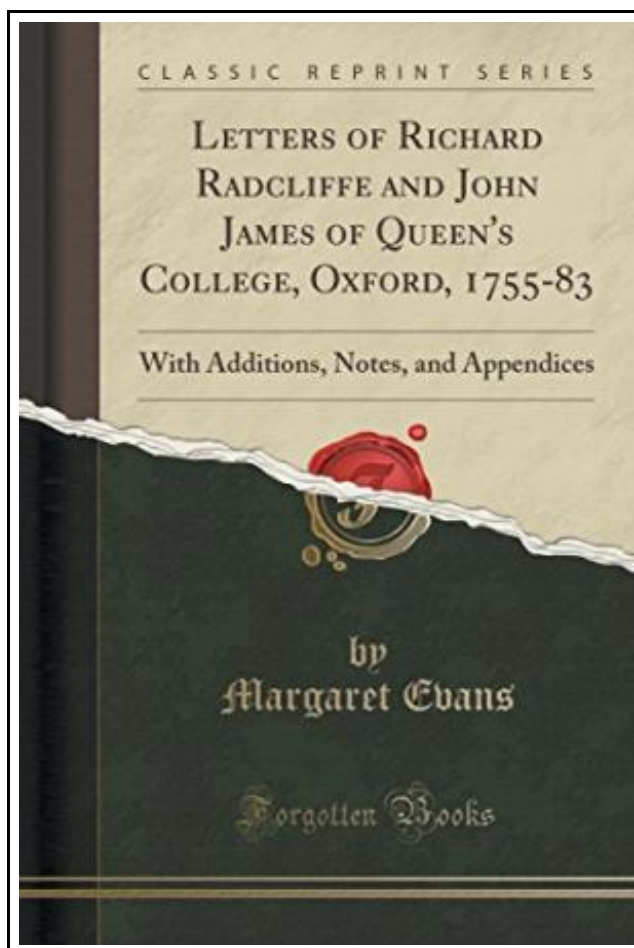 CLASSIC REPRINT SERIES
LETTERS OF RICHARD
RADCLIFFE AND JOHN
JAMES OF QUEEN'S
COLLEGE, OXFORD, 1755-83
With Additions, Notes, and Appendices
F
by
Margaret Evans
Forgotten Books